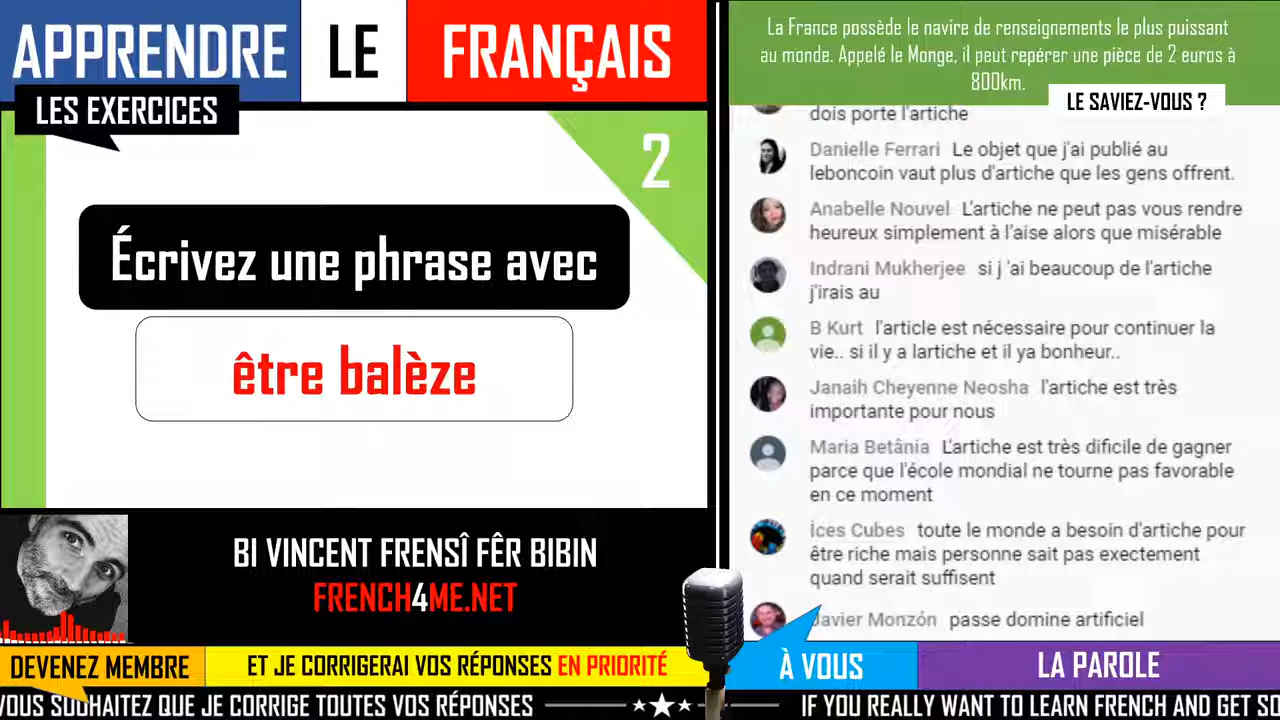 APPRENDRE LE FRANÇAIS
LES EXERCICES
2
Écrivez une phrase avec
être balèze
BI VINCENT FRENSÎ FÊR BIBIN
FRENCH4ME.NET
DEVENEZ MEMBRE
ET JE CORRIGERAI VOS RÉPONSES EN PRIORITÉ
La France possède le navire de renseignements le plus puissant
au monde. Appelé le Monge, il peut repérer une pièce de 2 euros à
800km.
LE SAVIEZ-VOUS ?
dois porte l'artiche
Danielle Ferrari Le objet que j'ai publié au
leboncoin vaut plus d'artiche que les gens offrent.
Anabelle Nouvel L'artiche ne peut pas vous rendre
heureux simplement à l'aise alors que misérable
Indrani Mukherjee si j 'ai beaucoup de l'artiche
j'irais au
B Kurt l'article est nécessaire pour continuer la
vie.. si il y a lartiche et il ya bonheur..
Janaih Cheyenne Neosha l'artiche est très
importante pour nous
Maria Betânia L'artiche est très dificile de gagner
parce que l'école mondial ne tourne pas favorable
en ce moment
İces Cubes toute le monde a besoin d'artiche pour
être riche mais personne sait pas exectement
quand serait suffisent
Javier Monzón passe domine artificiel
À VOUS
LA PAROLE
VOUS SOUHAITEZ QUE JE CORRIGE TOUTES VOS RÉPONSES
IF YOU REALLY WANT TO LEARN FRENCH AND GET SO